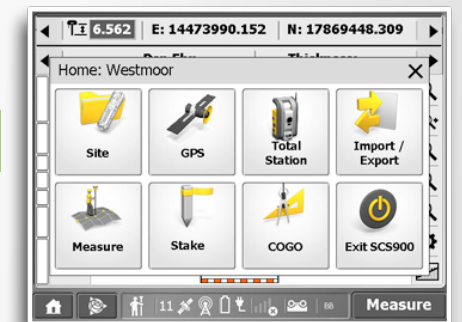 6.562 E: 14473990.152 N: 17869448.309
Home: Westmoor
Site GPS Total Station Import / Export
Measure Stake COGO Exit SCS900
11 BB Measure